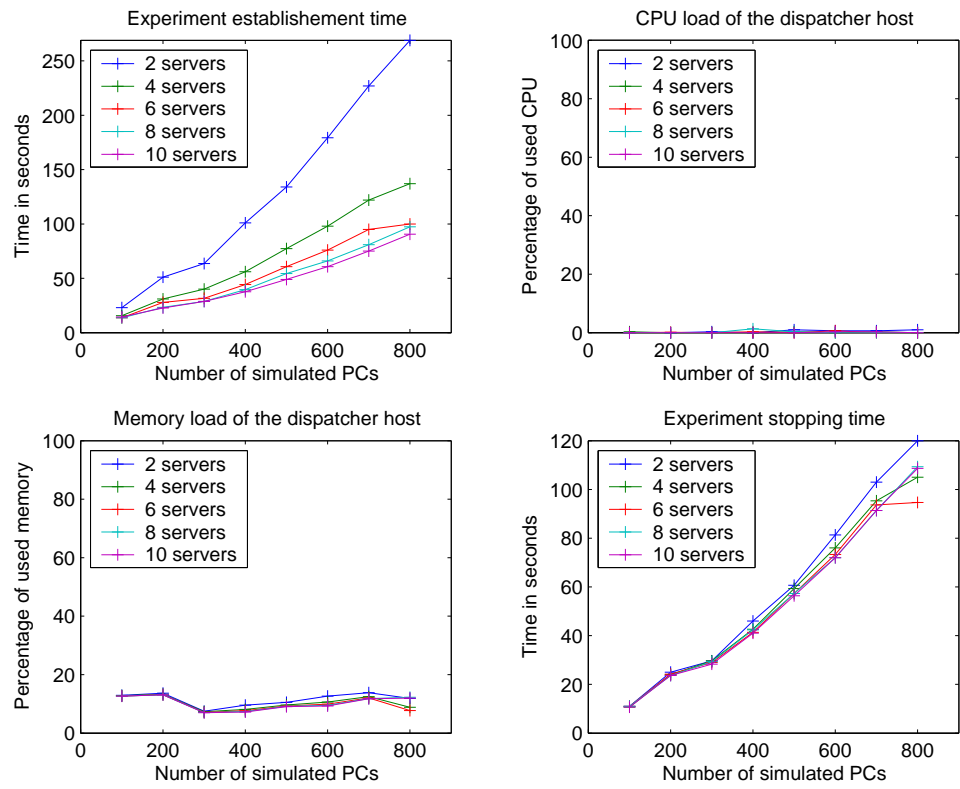 Experiment establishement time
250
200
150
100
50
0
0
200
400
600
800
Time in seconds
Number of simulated PCs
2 servers
4 servers
6 servers
8 servers
10 servers
CPU load of the dispatcher host
100
80
60
40
20
0
0
200
400
600
800
Percentage of used CPU
Number of simulated PCs
2 servers
4 servers
6 servers
8 servers
10 servers
Memory load of the dispatcher host
100
80
60
40
20
0
0
200
400
600
800
Percentage of used memory
Number of simulated PCs
2 servers
4 servers
6 servers
8 servers
10 servers
Experiment stopping time
120
100
80
60
40
20
0
0
200
400
600
800
Time in seconds
Number of simulated PCs
2 servers
4 servers
6 servers
8 servers
10 servers